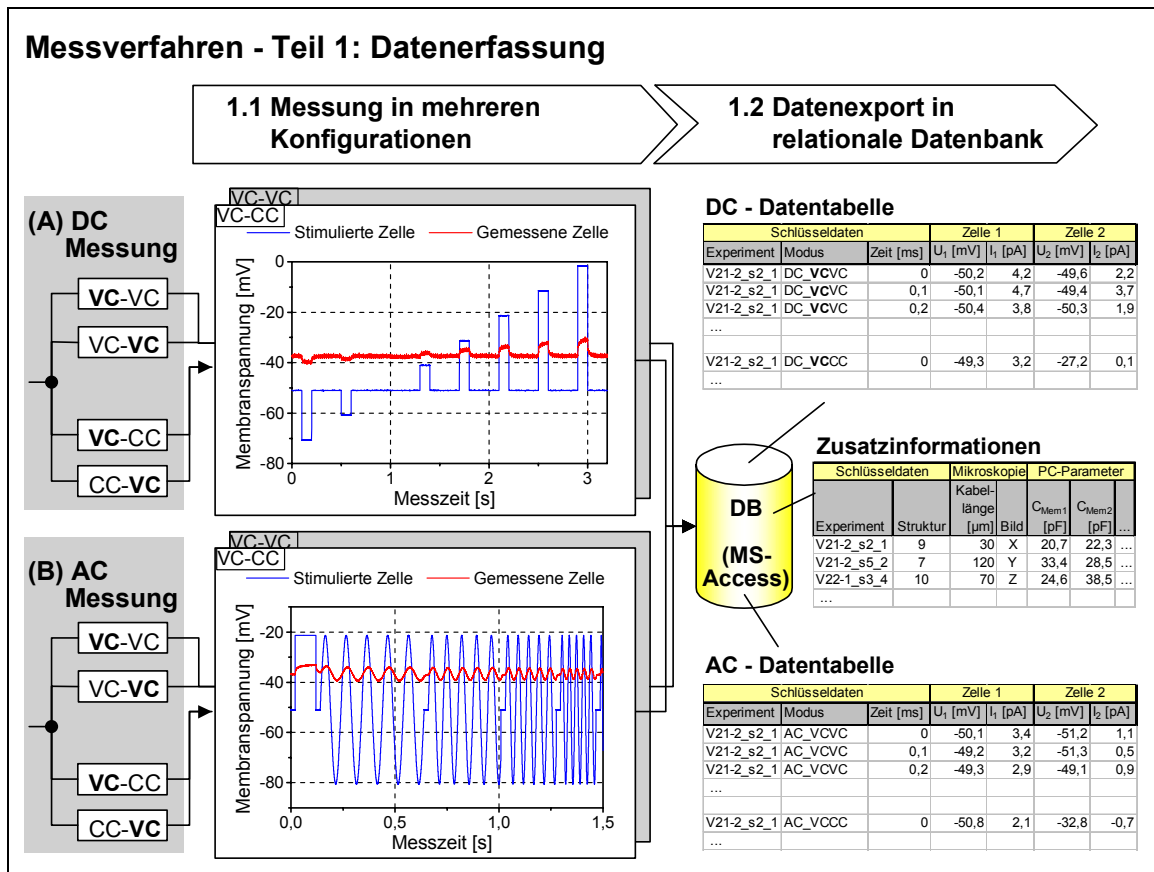 Messverfahren - Teil 1: Datenerfassung
1.1 Messung in mehreren
Konfigurationen
1.2 Datenexport in
relationale Datenbank
(A) DC
Messung
VC-VC
VC-VC
VC-CC
CC-VC
VC-VC
VC-CC
Stimulierte Zelle
Gemessene Zelle
Membranspannung [mV]
0
-20
-40
-60
-80
0 1 2 3
Messzeit [s]
(B) AC
Messung
VC-VC
VC-VC
VC-CC
CC-VC
VC-VC
VC-CC
Stimulierte Zelle
Gemessene Zelle
Membranspannung [mV]
-20
-40
-60
-80
0,0 0,5 1,0 1,5
Messzeit [s]
DB
(MS-
Access)
DC - Datentabelle
Schlüsseldaten Zelle 1 Zelle 2
Experiment Modus Zeit [ms] U1 [mV] I1 [pA] U2 [mV] I2 [pA]
V21-2_s2_1 DC_VCVC 0 -50,2 4,2 -49,6 2,2
V21-2_s2_1 DC_VCVC 0,1 -50,1 4,7 -49,4 3,7
V21-2_s2_1 DC_VCVC 0,2 -50,4 3,8 -50,3 1,9
...
V21-2_s2_1 DC_VCCC 0 -49,3 3,2 -27,2 0,1
...
Zusatzinformationen
Schlüsseldaten Mikroskopie PC-Parameter
Kabel-
länge
Experiment Struktur [µm] Bild CMem1 [pF] CMem2 [pF] ...
V21-2_s2_1 9 30 X 20,7 22,3 ...
V21-2_s5_2 7 120 Y 33,4 28,5 ...
V22-1_s3_4 10 70 Z 24,6 38,5 ...
...
AC - Datentabelle
Schlüsseldaten Zelle 1 Zelle 2
Experiment Modus Zeit [ms] U1 [mV] I1 [pA] U2 [mV] I2 [pA]
V21-2_s2_1 AC_VCVC 0 -50,1 3,4 -51,2 1,1
V21-2_s2_1 AC_VCVC 0,1 -49,2 3,2 -51,3 0,5
V21-2_s2_1 AC_VCVC 0,2 -49,3 2,9 -49,1 0,9
...
V21-2_s2_1 AC_VCCC 0 -50,8 2,1 -32,8 -0,7
...